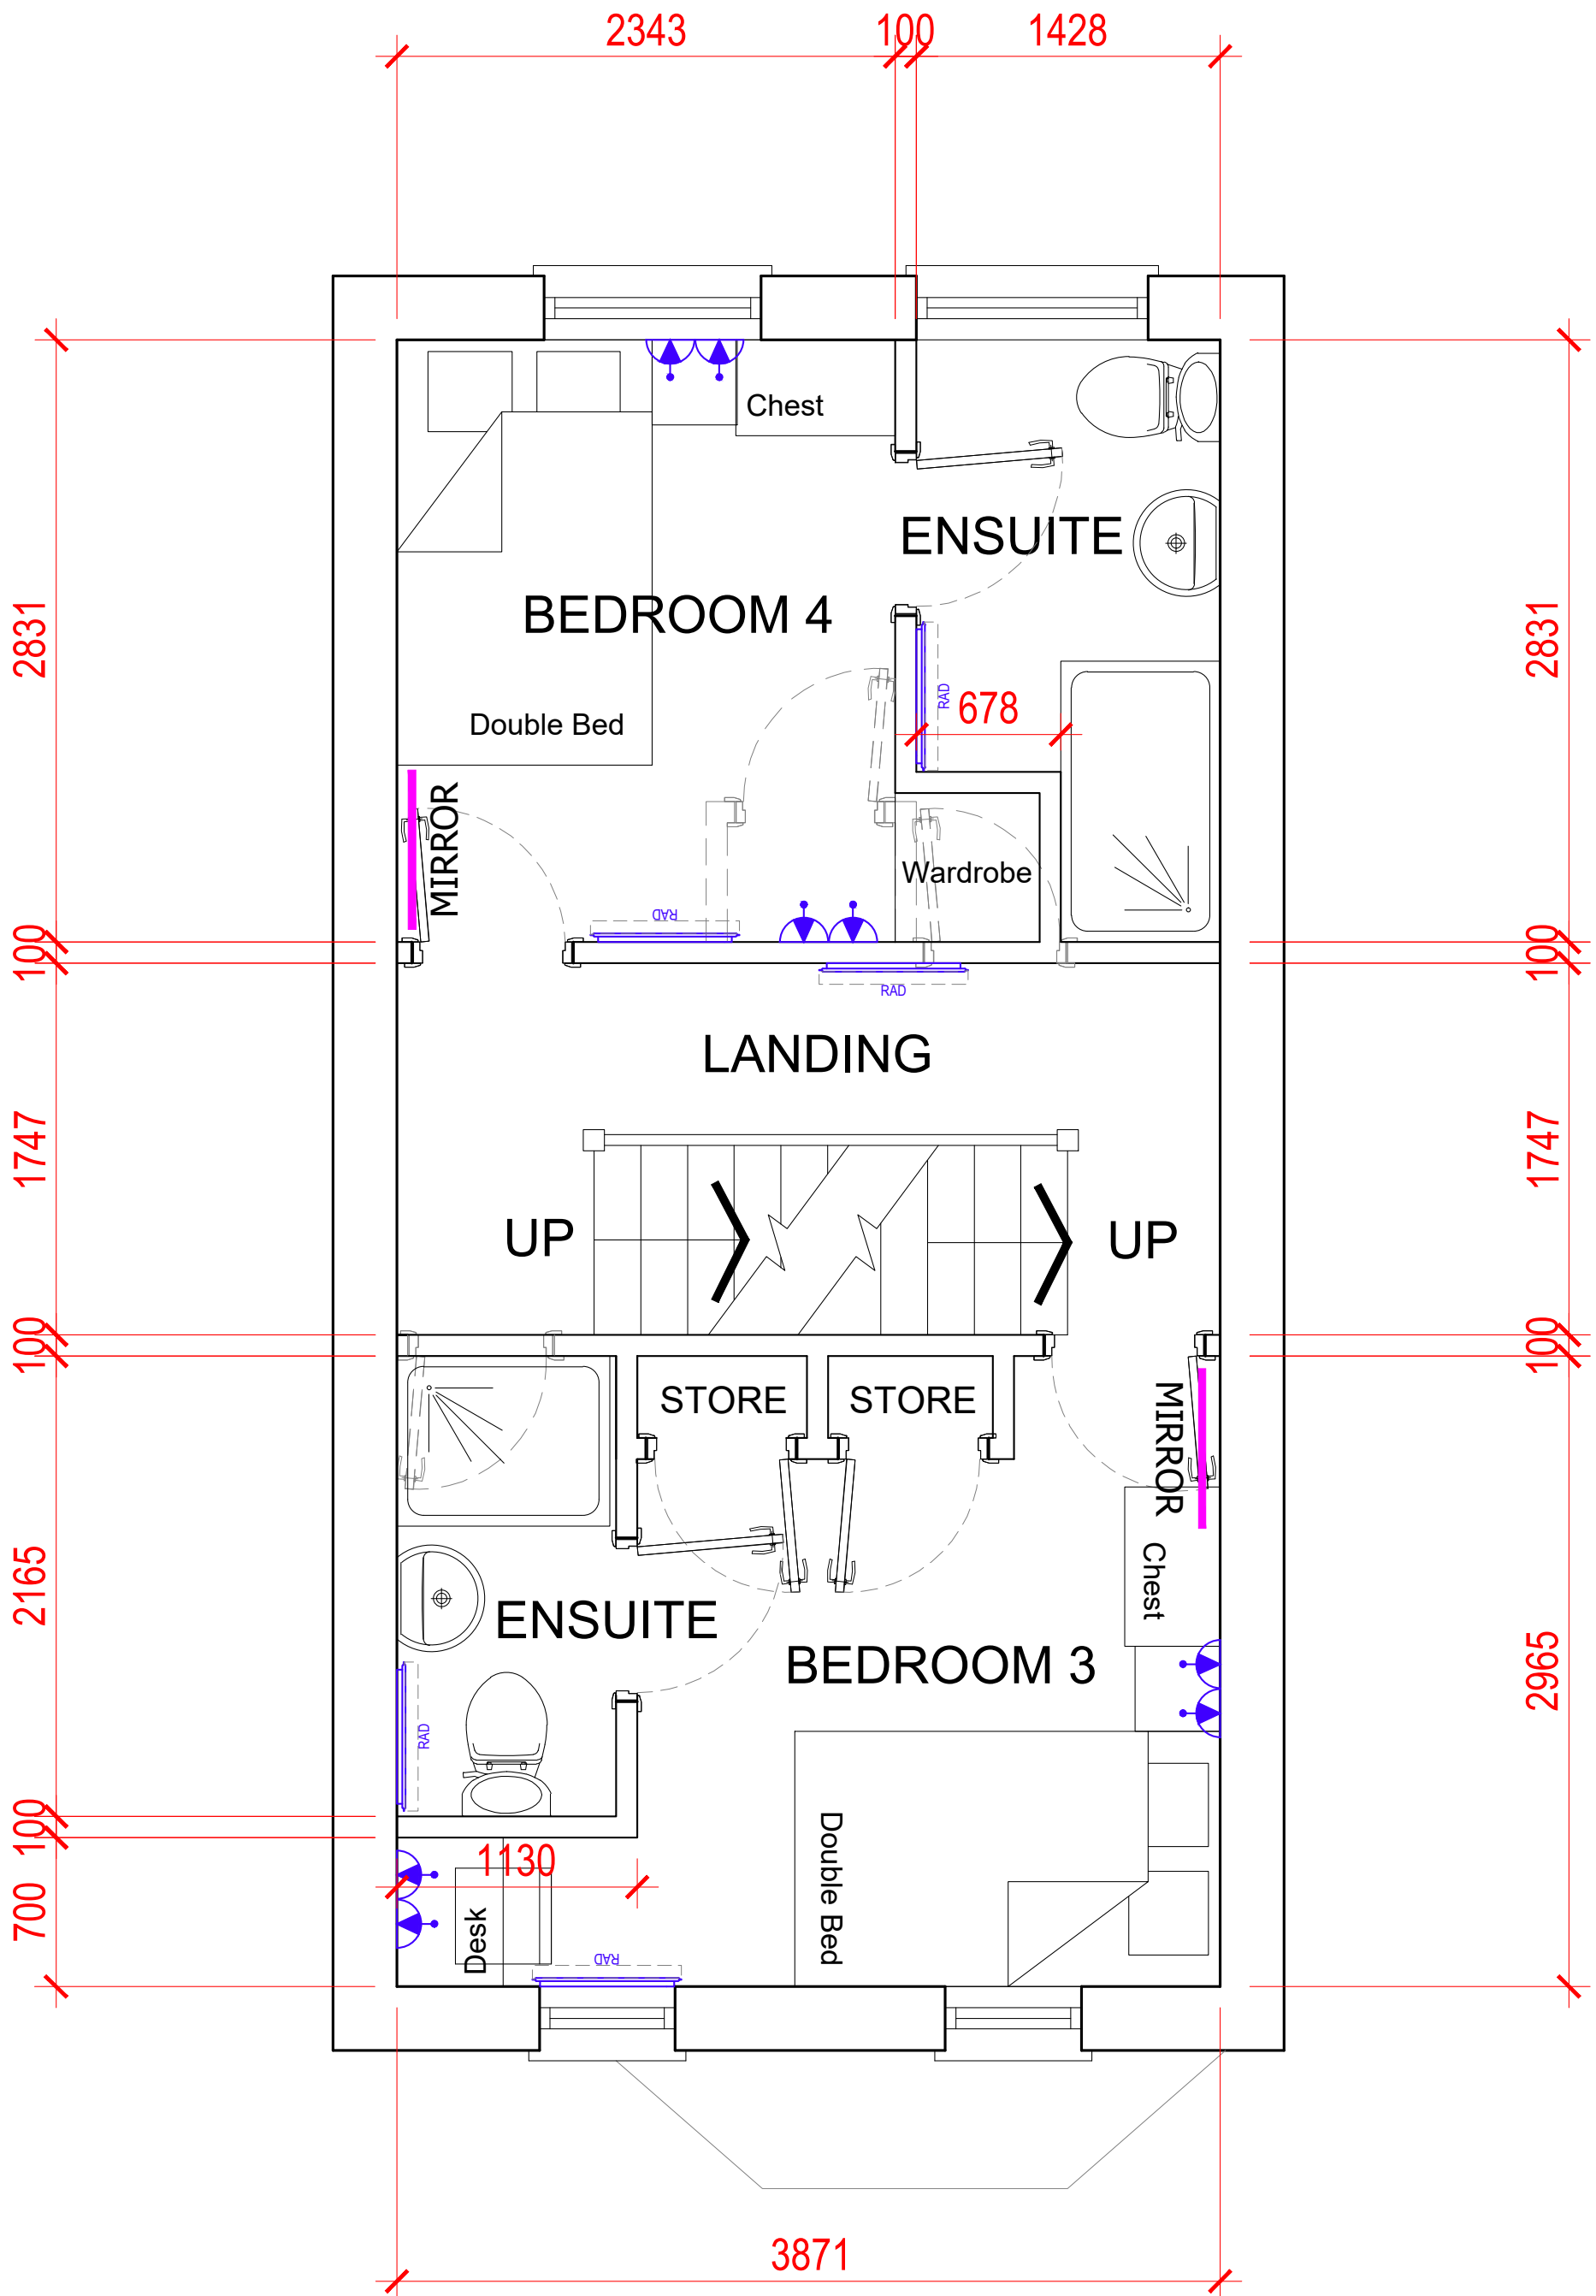 2343
100
1428
Chest
ENSUITE
BEDROOM 4
2831
2831
RAD
678
Double Bed
MIRROR
Wardrobe
RAD
100
100
RAD
LANDING
1747
1747
UP
UP
100
100
STORE
STORE
MIRROR
Chest
2165
ENSUITE
BEDROOM 3
2965
RAD
100
1130
Double Bed
700
Desk
RAD
3871